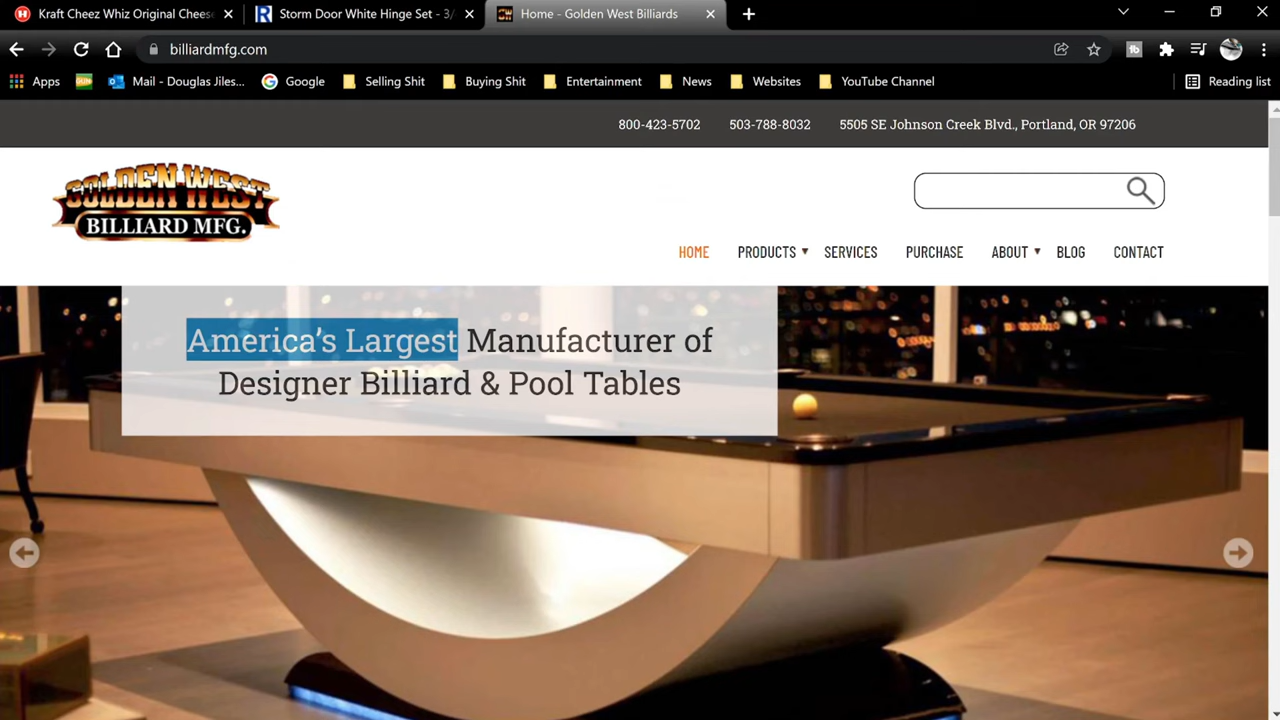 Kraft Cheez Whiz Original Chees
Storm Door White Hinge Set - 3/
Home - Golden West Billiards
billiardmfg.com
Apps
Mail - Douglas Jiles...
Google
Selling Shit
Buying Shit
Entertainment
News
Websites
YouTube Channel
Reading list
800-423-5702
503-788-8032
5505 SE Johnson Creek Blvd., Portland, OR 97206
GOLDEN WEST
BILLIARD MFG.
HOME
PRODUCTS
SERVICES
PURCHASE
ABOUT
BLOG
CONTACT
America's Largest Manufacturer of
Designer Billiard & Pool Tables